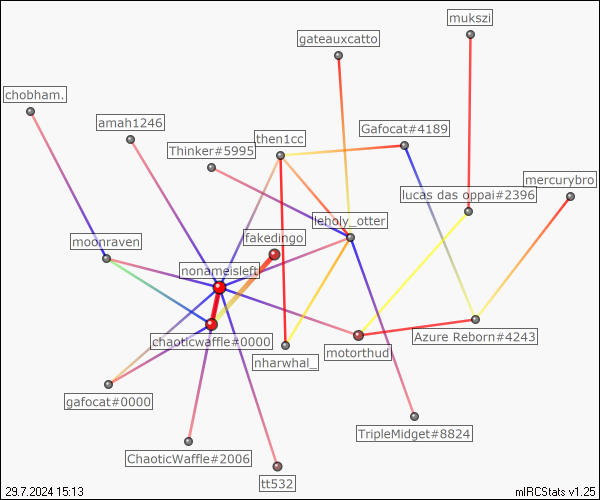 mukszi
gateauxcatto
chobham.
amah1246
Gafocat#4189
then1cc
Thinker#5995
mercurybro
lucas das oppai#2396
leholy_otter
fakedingo
moonraven
nonameisleft
chaoticwaffle#0000
Azure Reborn#4243
motorthud
nharwhal_
gafocat#0000
TripleMidget#8824
ChaoticWaffle#2006
tt532
29.7.2024 15:13
mIRCStats v1.25